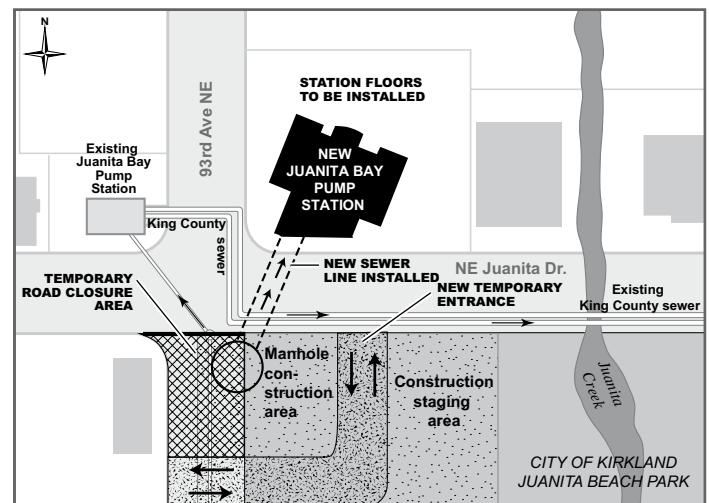 N
STATION FLOORS
TO BE INSTALLED
93rd Ave NE
Existing
Juanita Bay
Pump
Station
NEW
JUANITA BAY
PUMP
STATION
King County
sewer
NEW SEWER
LINE INSTALLED
NE Juanita Dr.
TEMPORARY
ROAD CLOSURE
AREA
NEW TEMPORARY
ENTRANCE
Existing
King County sewer
Manhole
con-
struction
area
Construction
staging
area
Juanita
Creek
CITY OF KIRKLAND
JUANITA BEACH PARK